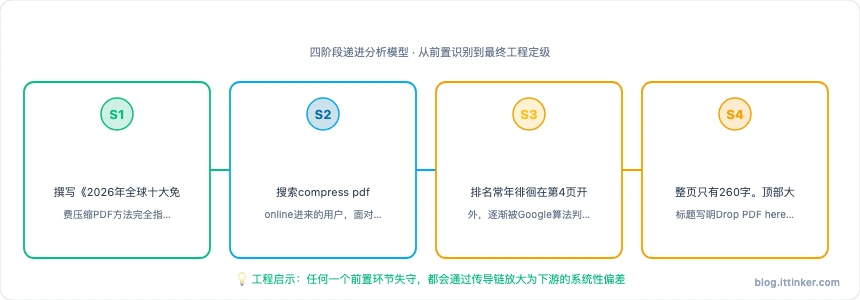 四阶段递进分析模型 · 从前置识别到最终工程定级
S1
撰写《2026年全球十大免
费压缩PDF方法完全指...
S2
搜索compress pdf
online进来的用户，面对...
S3
排名常年徘徊在第4页开
外，逐渐被Google算法判...
S4
整页只有260字。顶部大
标题写明Drop PDF here...
💡 工程启示：任何一个前置环节失守，都会通过传导链放大为下游的系统性偏差
blog.ittinker.com